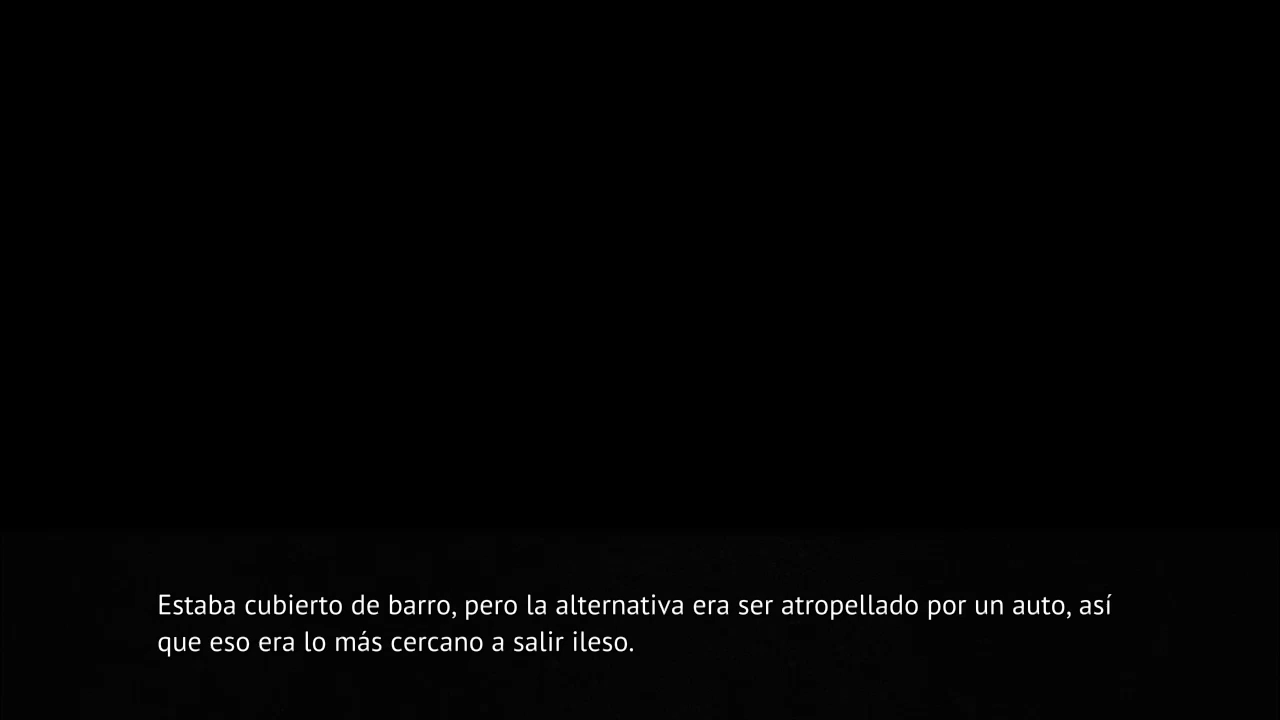 Estaba cubierto de barro, pero la alternativa era ser atropellado por un auto, así
que eso era lo más cercano a salir ileso.